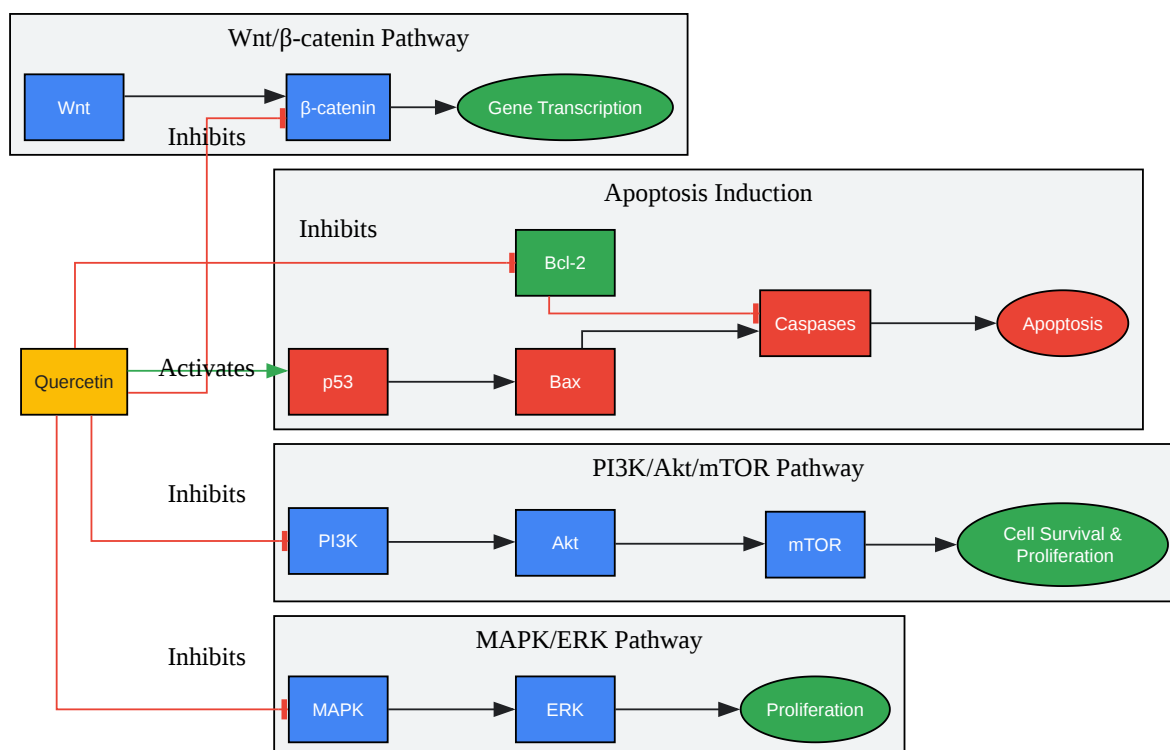 Wnt/β-catenin Pathway
Wnt
β-catenin
Gene Transcription
Inhibits
Apoptosis Induction
Inhibits
Bcl-2
Caspases
Apoptosis
Quercetin
Activates
p53
Bax
PI3K/Akt/mTOR Pathway
Inhibits
PI3K
Akt
mTOR
Cell Survival &
Proliferation
MAPK/ERK Pathway
Inhibits
MAPK
ERK
Proliferation